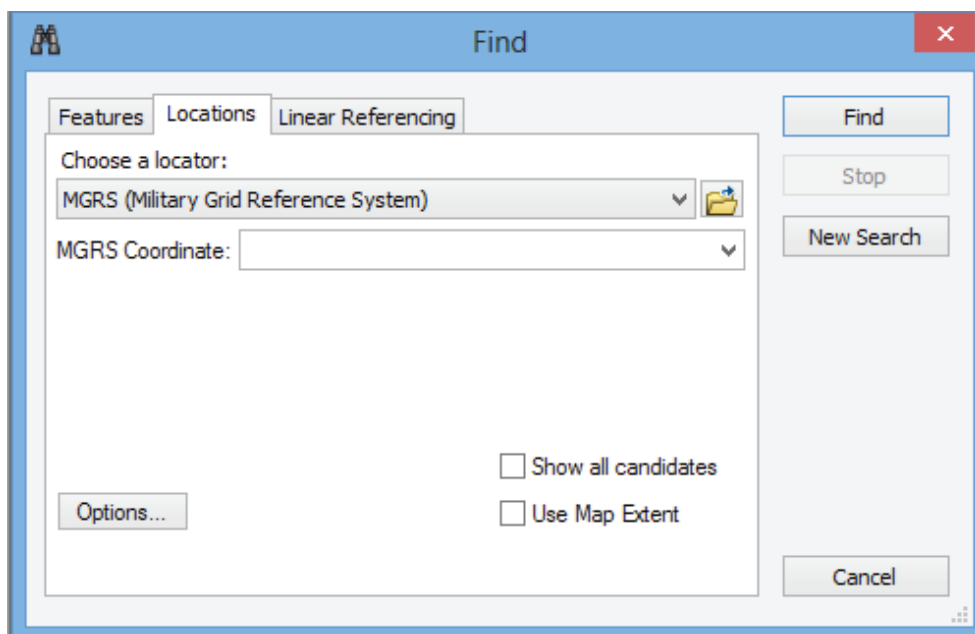 Find
Features Locations Linear Referencing
Choose a locator:
MGRS (Military Grid Reference System)
MGRS Coordinate:
Show all candidates
Use Map Extent
Options...
Find
Stop
New Search
Cancel